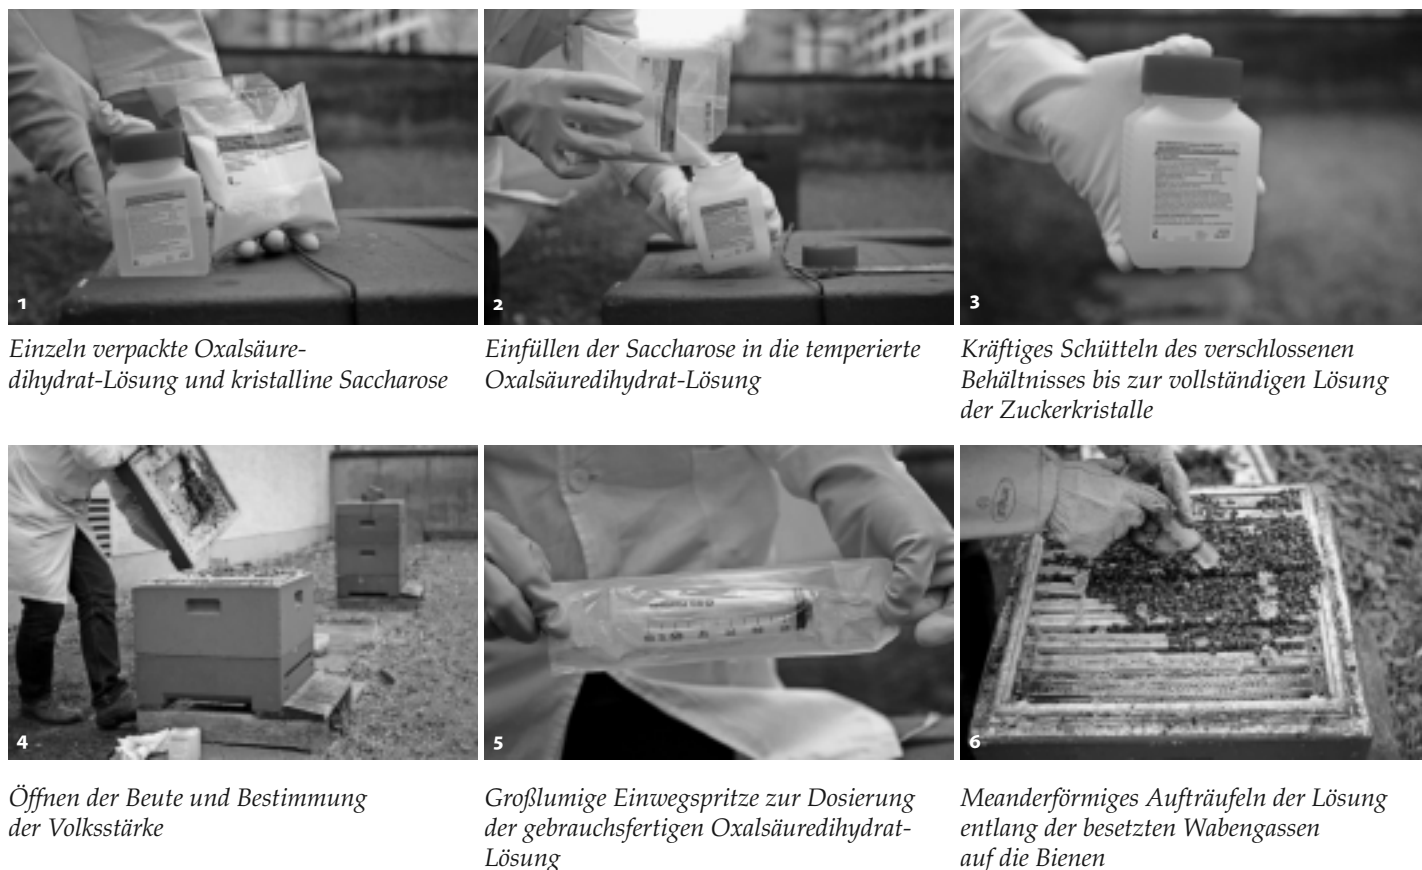 1
2
3
Einzeln verpackte Oxalsäure-
dihydrat-Lösung und kristalline Saccharose
Einfüllen der Saccharose in die temperierte
Oxalsäuredihydrat-Lösung
Kräftiges Schütteln des verschlossenen
Behältnisses bis zur vollständigen Lösung
der Zuckerkristalle
4
5
6
Öffnen der Beute und Bestimmung
der Volksstärke
Großlumige Einwegspritze zur Dosierung
der gebrauchsfertigen Oxalsäuredihydrat-
Lösung
Meanderförmiges Aufträufeln der Lösung
entlang der besetzten Wabengassen
auf die Bienen